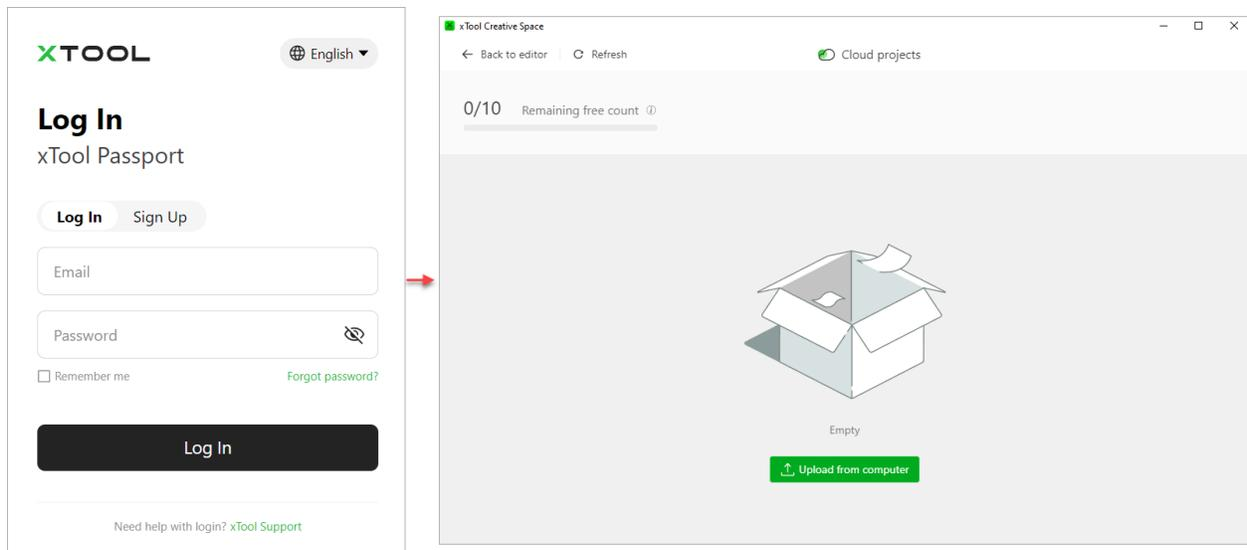 XTOOL
English
Log In
xTool Passport
Log In Sign Up
Email
Password
Remember me Forgot password?
Log In
Need help with login? xTool Support
xTool Creative Space
Back to editor Refresh Cloud projects
0/10 Remaining free count
Empty
Upload from computer